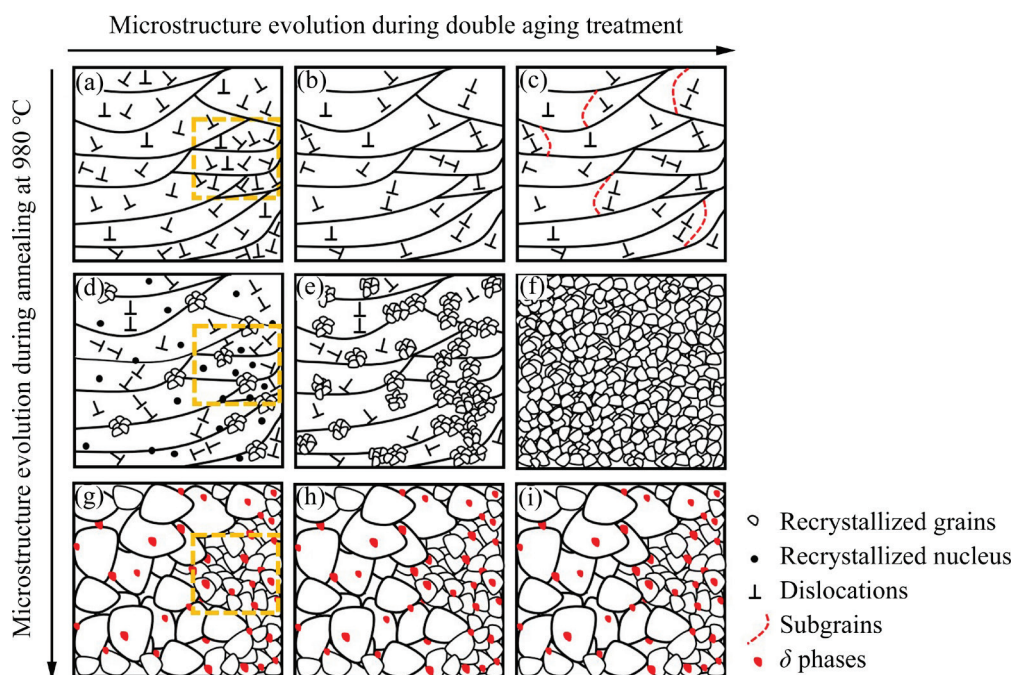 Microstructure evolution during double aging treatment
Microstructure evolution during annealing at 980 °C
(a)
(b)
(c)
(d)
(e)
(f)
(g)
(h)
(i)
Recrystallized grains
Recrystallized nucleus
Dislocations
Subgrains
δ phases